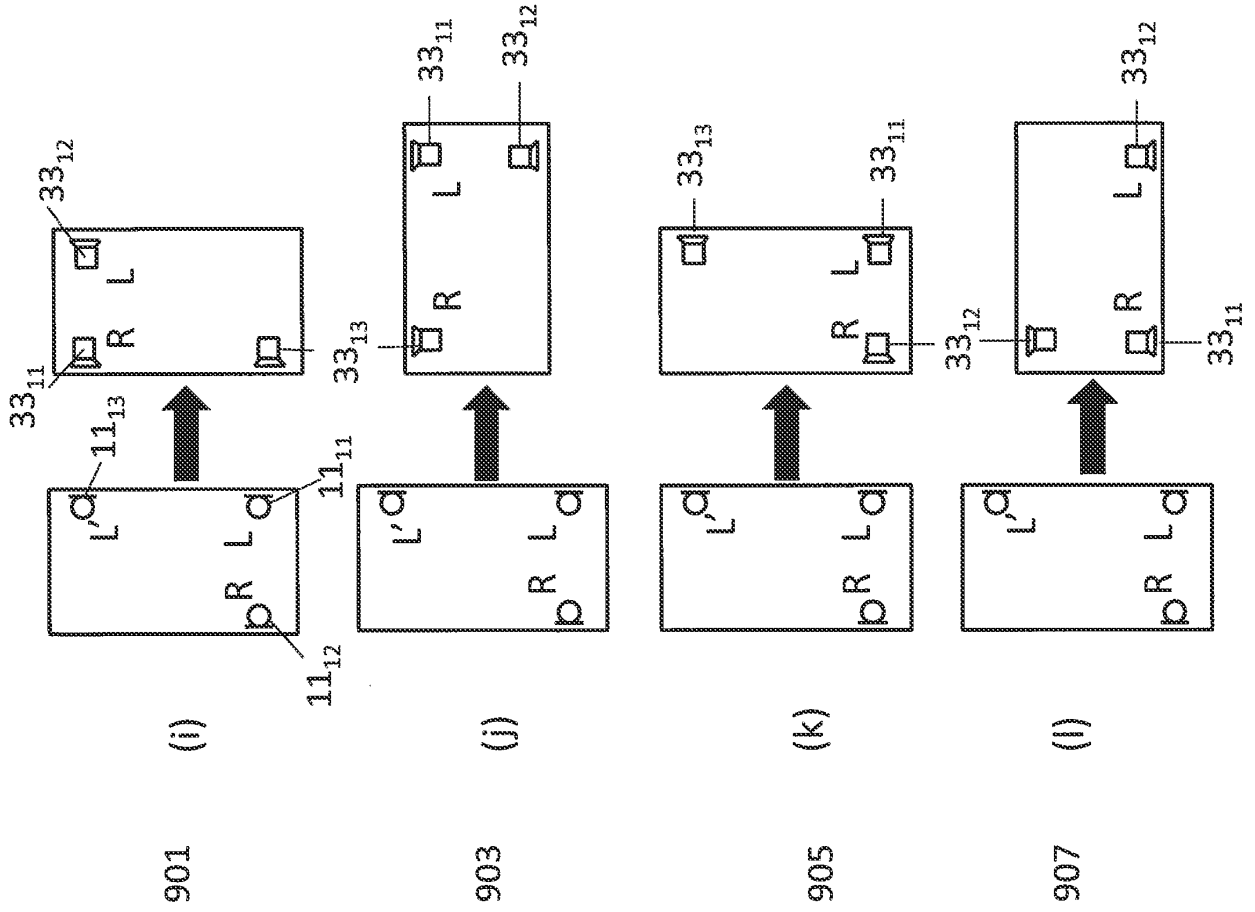 33₁₂
33₁₁
11₁₃
L'
R L
901 (i)
R L
11₁₂
11₁₁
33₁₃
L'
33₁₁
R L
903 (j)
R L
33₁₂
33₁₃
L'
905 (k)
R L
R L
33₁₁
33₁₂
L'
907 (l)
R L
R L
33₁₂
33₁₁